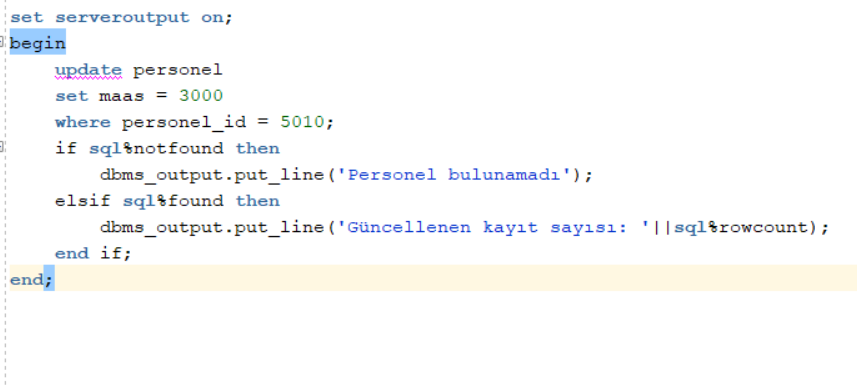 set serveroutput on;
begin
    update personel
    set maas = 3000
    where personel_id = 5010;
    if sql%notfound then
        dbms_output.put_line('Personel bulunamadı');
    elsif sql%found then
        dbms_output.put_line('Güncellenen kayıt sayısı: '||sql%rowcount);
    end if;
end;